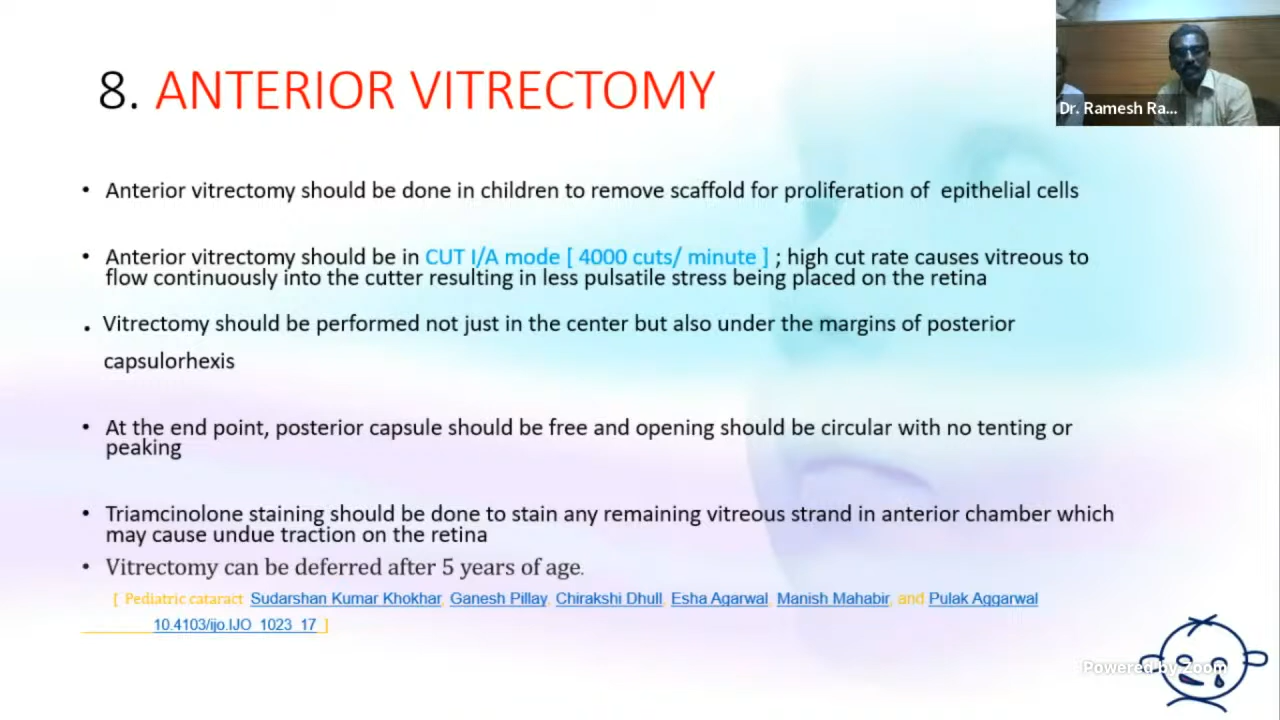 8. ANTERIOR VITRECTOMY
Dr. Ramesh Ra...
• Anterior vitrectomy should be done in children to remove scaffold for proliferation of epithelial cells
• Anterior vitrectomy should be in CUT I/A mode [ 4000 cuts/ minute ] ; high cut rate causes vitreous to
flow continuously into the cutter resulting in less pulsatile stress being placed on the retina
. Vitrectomy should be performed not just in the center but also under the margins of posterior
capsulorhexis
• At the end point, posterior capsule should be free and opening should be circular with no tenting or
peaking
• Triamcinolone staining should be done to stain any remaining vitreous strand in anterior chamber which
may cause undue traction on the retina
• Vitrectomy can be deferred after 5 years of age.
[ Pediatric cataract Sudarshan Kumar Khokhar, Ganesh Pillay, Chirakshi Dhull, Esha Agarwal, Manish Mahabir, and Pulak Aggarwal
10.4103/ijo.IJO_1023_17 ]
Powered by Zoom